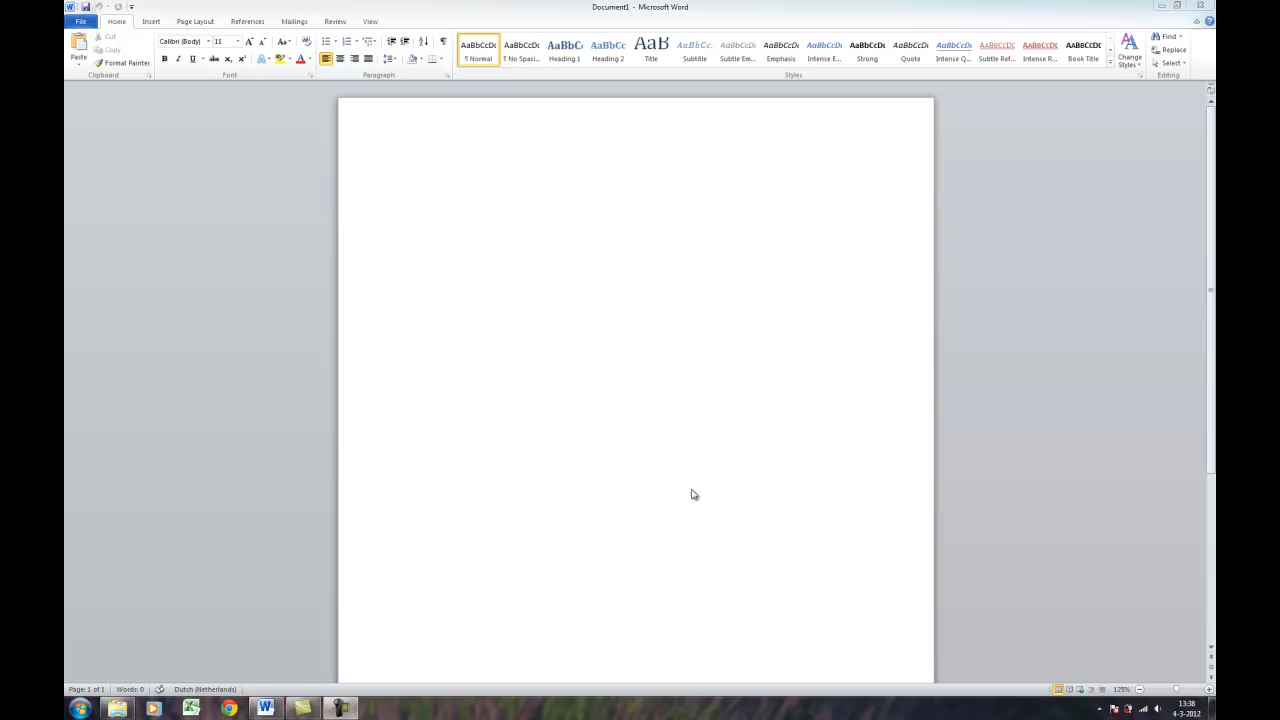 Document1 - Microsoft Word
File Home Insert Page Layout References Mailings Review View
Paste
Cut
Copy
Format Painter
Clipboard
Calibri (Body) 11
Font
Paragraph
AaBbCcDc AaBbCcDc AaBbC AaBbCc AaB AaBbCc. AaBbCcDc AaBbCcDc AaBbCcDc AaBbCcDc AaBbCcDc AaBbCcDc AABBCCDC AABBCCDC AABBCCDC
¶ Normal ¶ No Spaci... Heading 1 Heading 2 Title Subtitle Subtle Em... Emphasis Intense E... Strong Quote Intense Q... Subtle Ref... Intense R... Book Title
Styles
Change
Styles
Find
Replace
Select
Editing
Page: 1 of 1 Words: 0 Dutch (Netherlands) 125%
13:38
4-3-2012